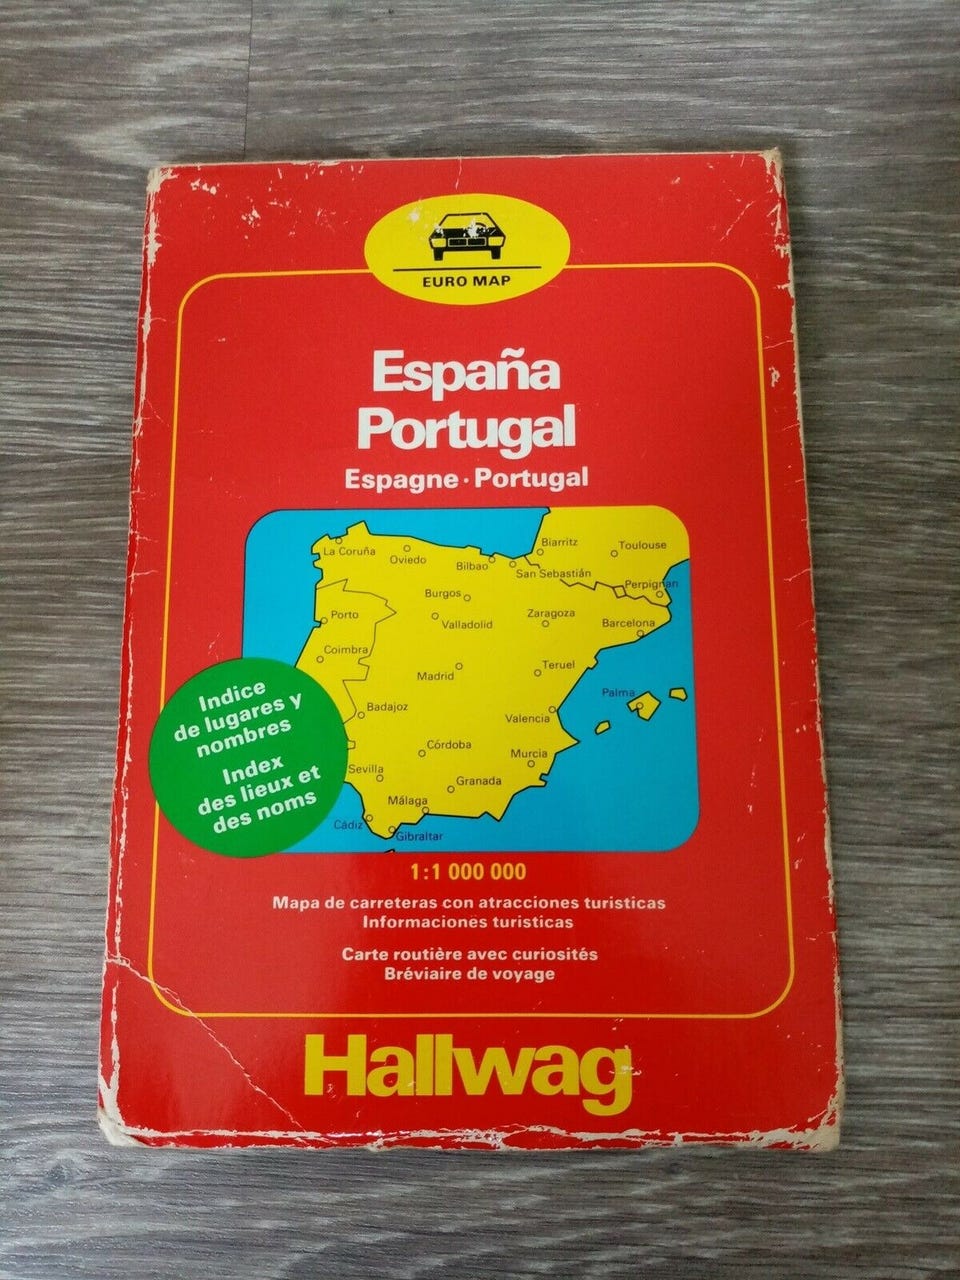 EURO MAP
España
Portugal
Espagne · Portugal
La Coruña
Oviedo
Bilbao
Biarritz
Toulouse
San Sebastián
Perpignan
Burgos
Porto
Valladolid
Zaragoza
Barcelona
Coimbra
Madrid
Teruel
Palma
Badajoz
Valencia
Córdoba
Murcia
Sevilla
Granada
Málaga
Cádiz
Gibraltar
Indice
de lugares y
nombres
Index
des lieux et
des noms
1:1 000 000
Mapa de carreteras con atracciones turisticas
Informaciones turisticas
Carte routière avec curiosités
Bréviaire de voyage
Hallwag